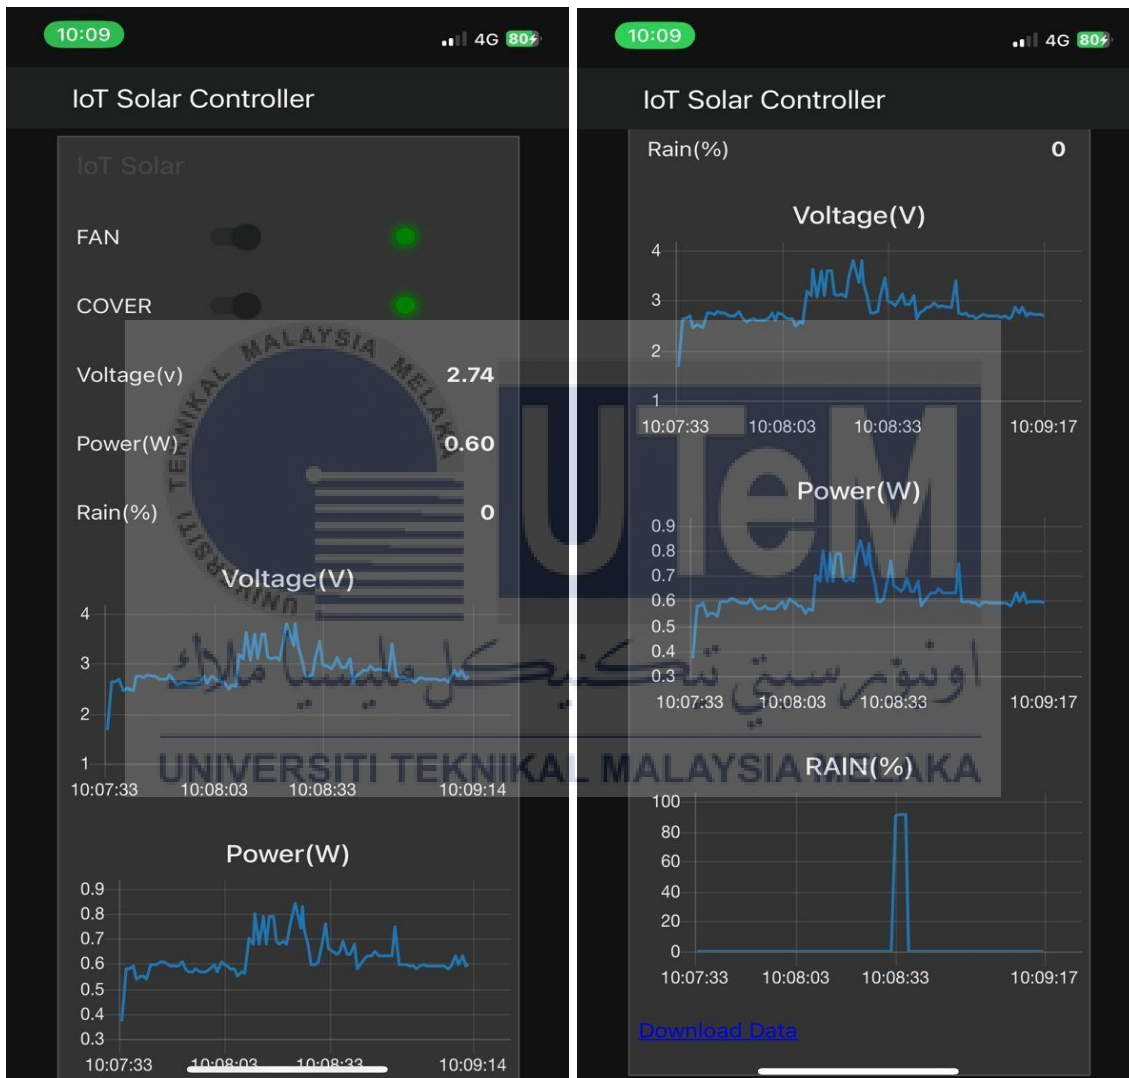 10:09
4G 80
IoT Solar Controller
IoT Solar
FAN
COVER
Voltage(v) 2.74
Power(W) 0.60
Rain(%) 0
Voltage(V)
4
3
2
1
10:07:33 10:08:03 10:08:33 10:09:14
Power(W)
0.9
0.8
0.7
0.6
0.5
0.4
0.3
10:07:33 10:08:03 10:08:33 10:09:14
10:09
4G 80
IoT Solar Controller
Rain(%) 0
Voltage(V)
4
3
2
1
10:07:33 10:08:03 10:08:33 10:09:17
Power(W)
0.9
0.8
0.7
0.6
0.5
0.4
0.3
10:07:33 10:08:03 10:08:33 10:09:17
RAIN(%)
100
80
60
40
20
0
10:07:33 10:08:03 10:08:33 10:09:17
Download Data
UNIVERSITI TEKNIKAL MALAYSIA MELAKA
UTeM
اونيۏرسيتي تيكنيكل مليسيا ملاك
UNIVERSITI TEKNIKAL MALAYSIA MELAKA